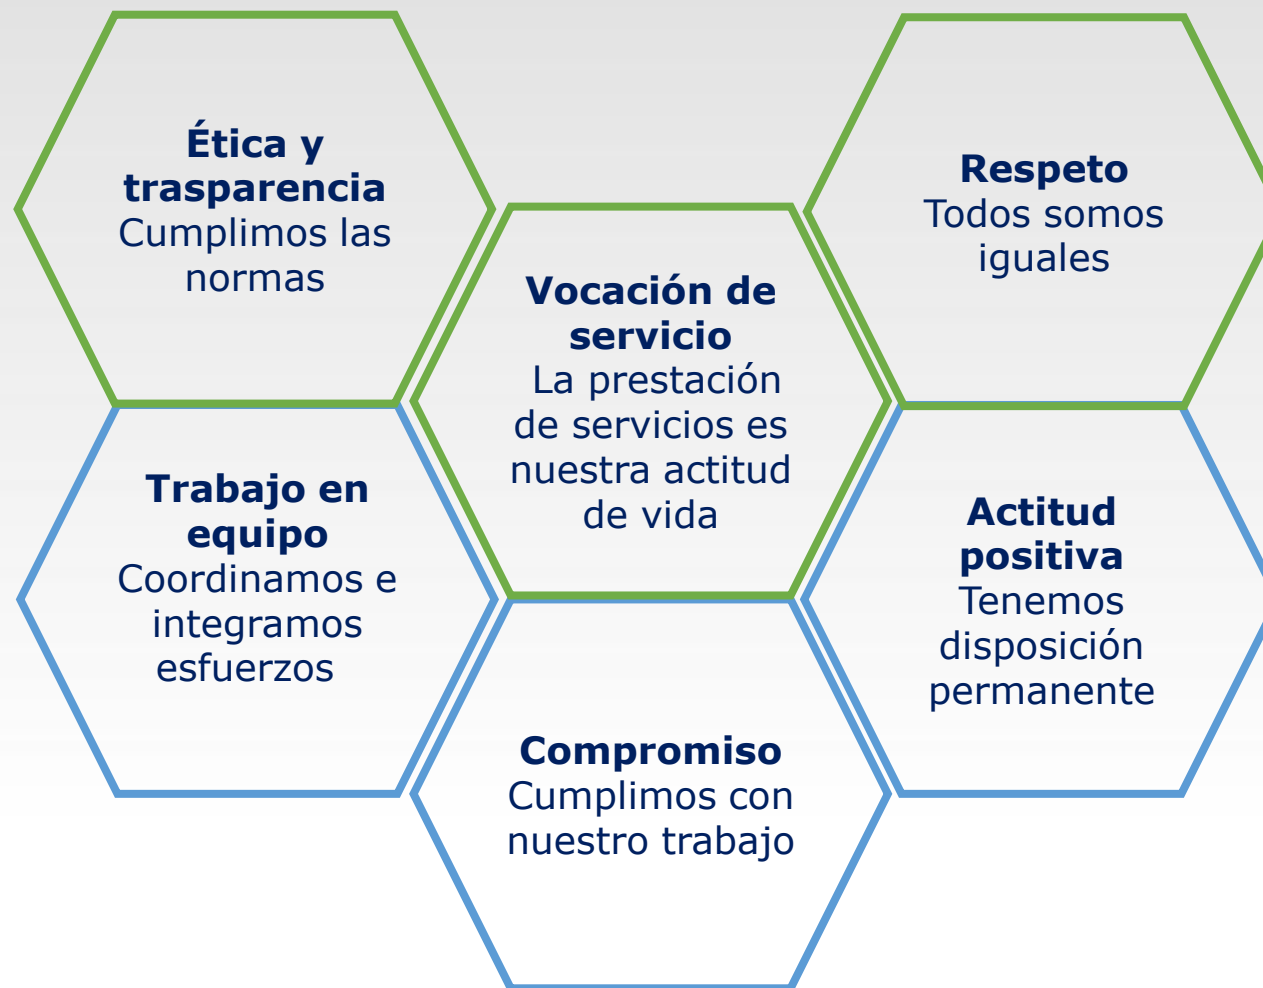 Ética y
trasparencia
Cumplimos las
normas
Respeto
Todos somos
iguales
Vocación de
servicio
La prestación
de servicios es
nuestra actitud
de vida
Trabajo en
equipo
Coordinamos e
integramos
esfuerzos
Actitud
positiva
Tenemos
disposición
permanente
Compromiso
Cumplimos con
nuestro trabajo